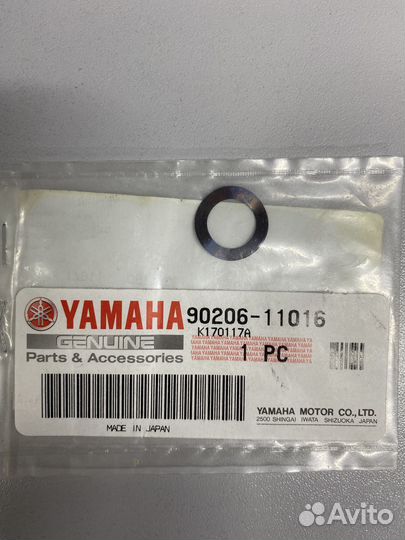 YAMAHA 90206-11016
K170117A
GENUINE
Parts & Accessories
1 PC
YAMAHA MOTOR CO.,LTD.
2500 SHINGAI IWATA SHIZUOKA JAPAN
MADE IN JAPAN
Avito